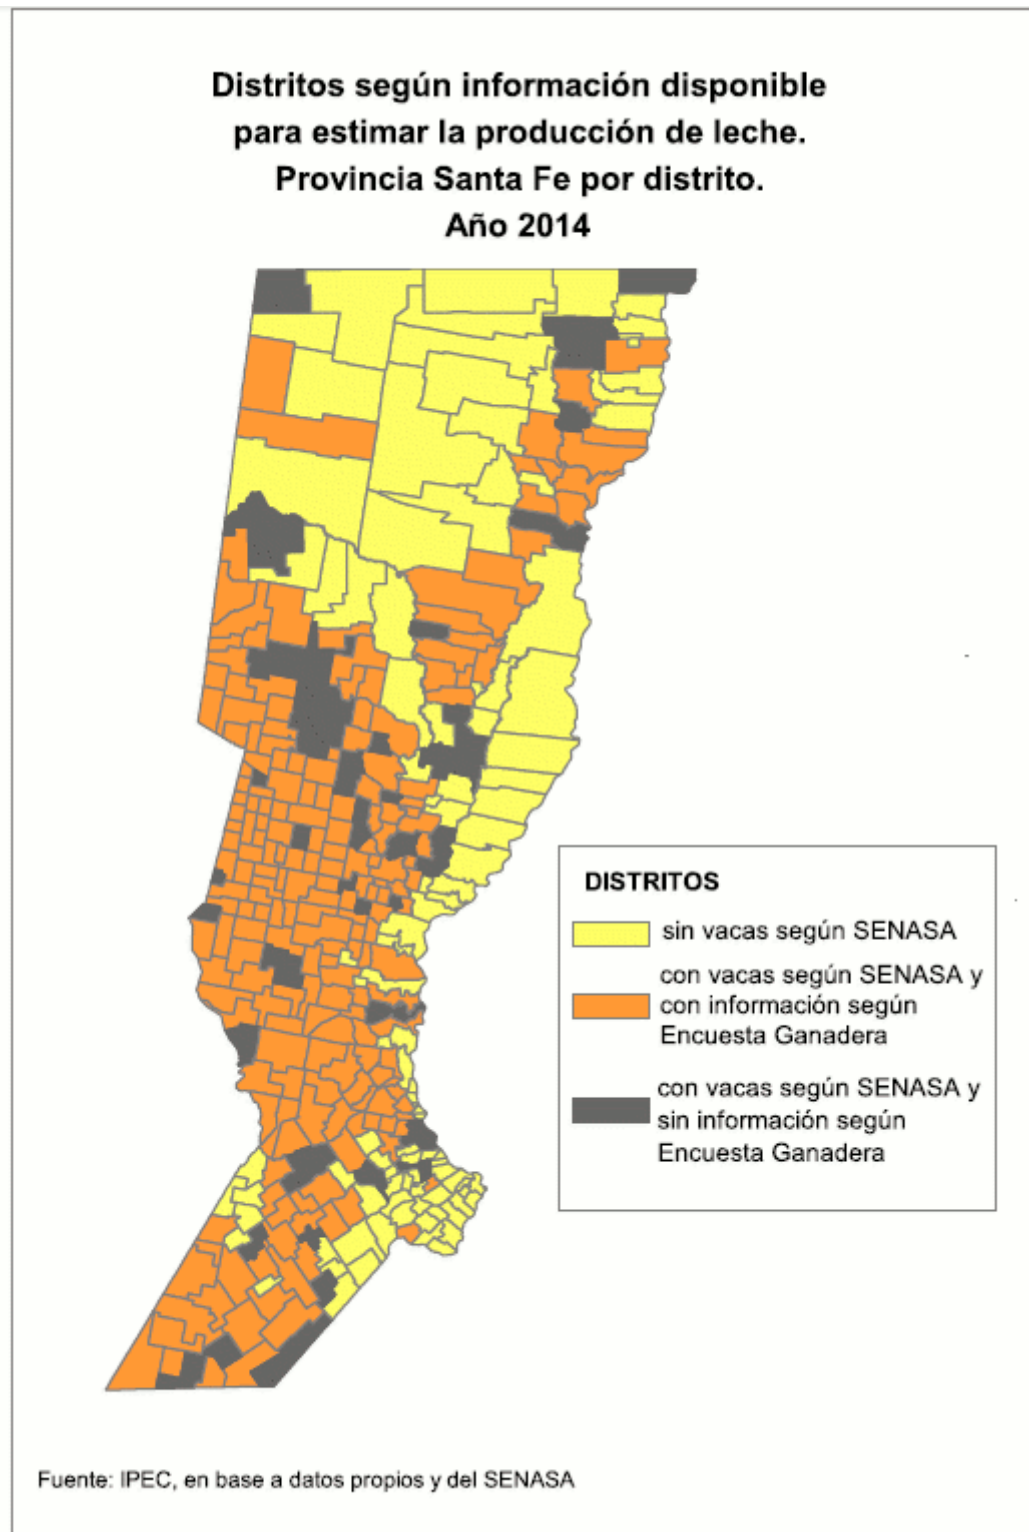 Distritos según información disponible
para estimar la producción de leche.
Provincia Santa Fe por distrito.
Año 2014
DISTRITOS
sin vacas según SENASA
con vacas según SENASA y
con información según
Encuesta Ganadera
con vacas según SENASA y
sin información según
Encuesta Ganadera
Fuente: IPEC, en base a datos propios y del SENASA